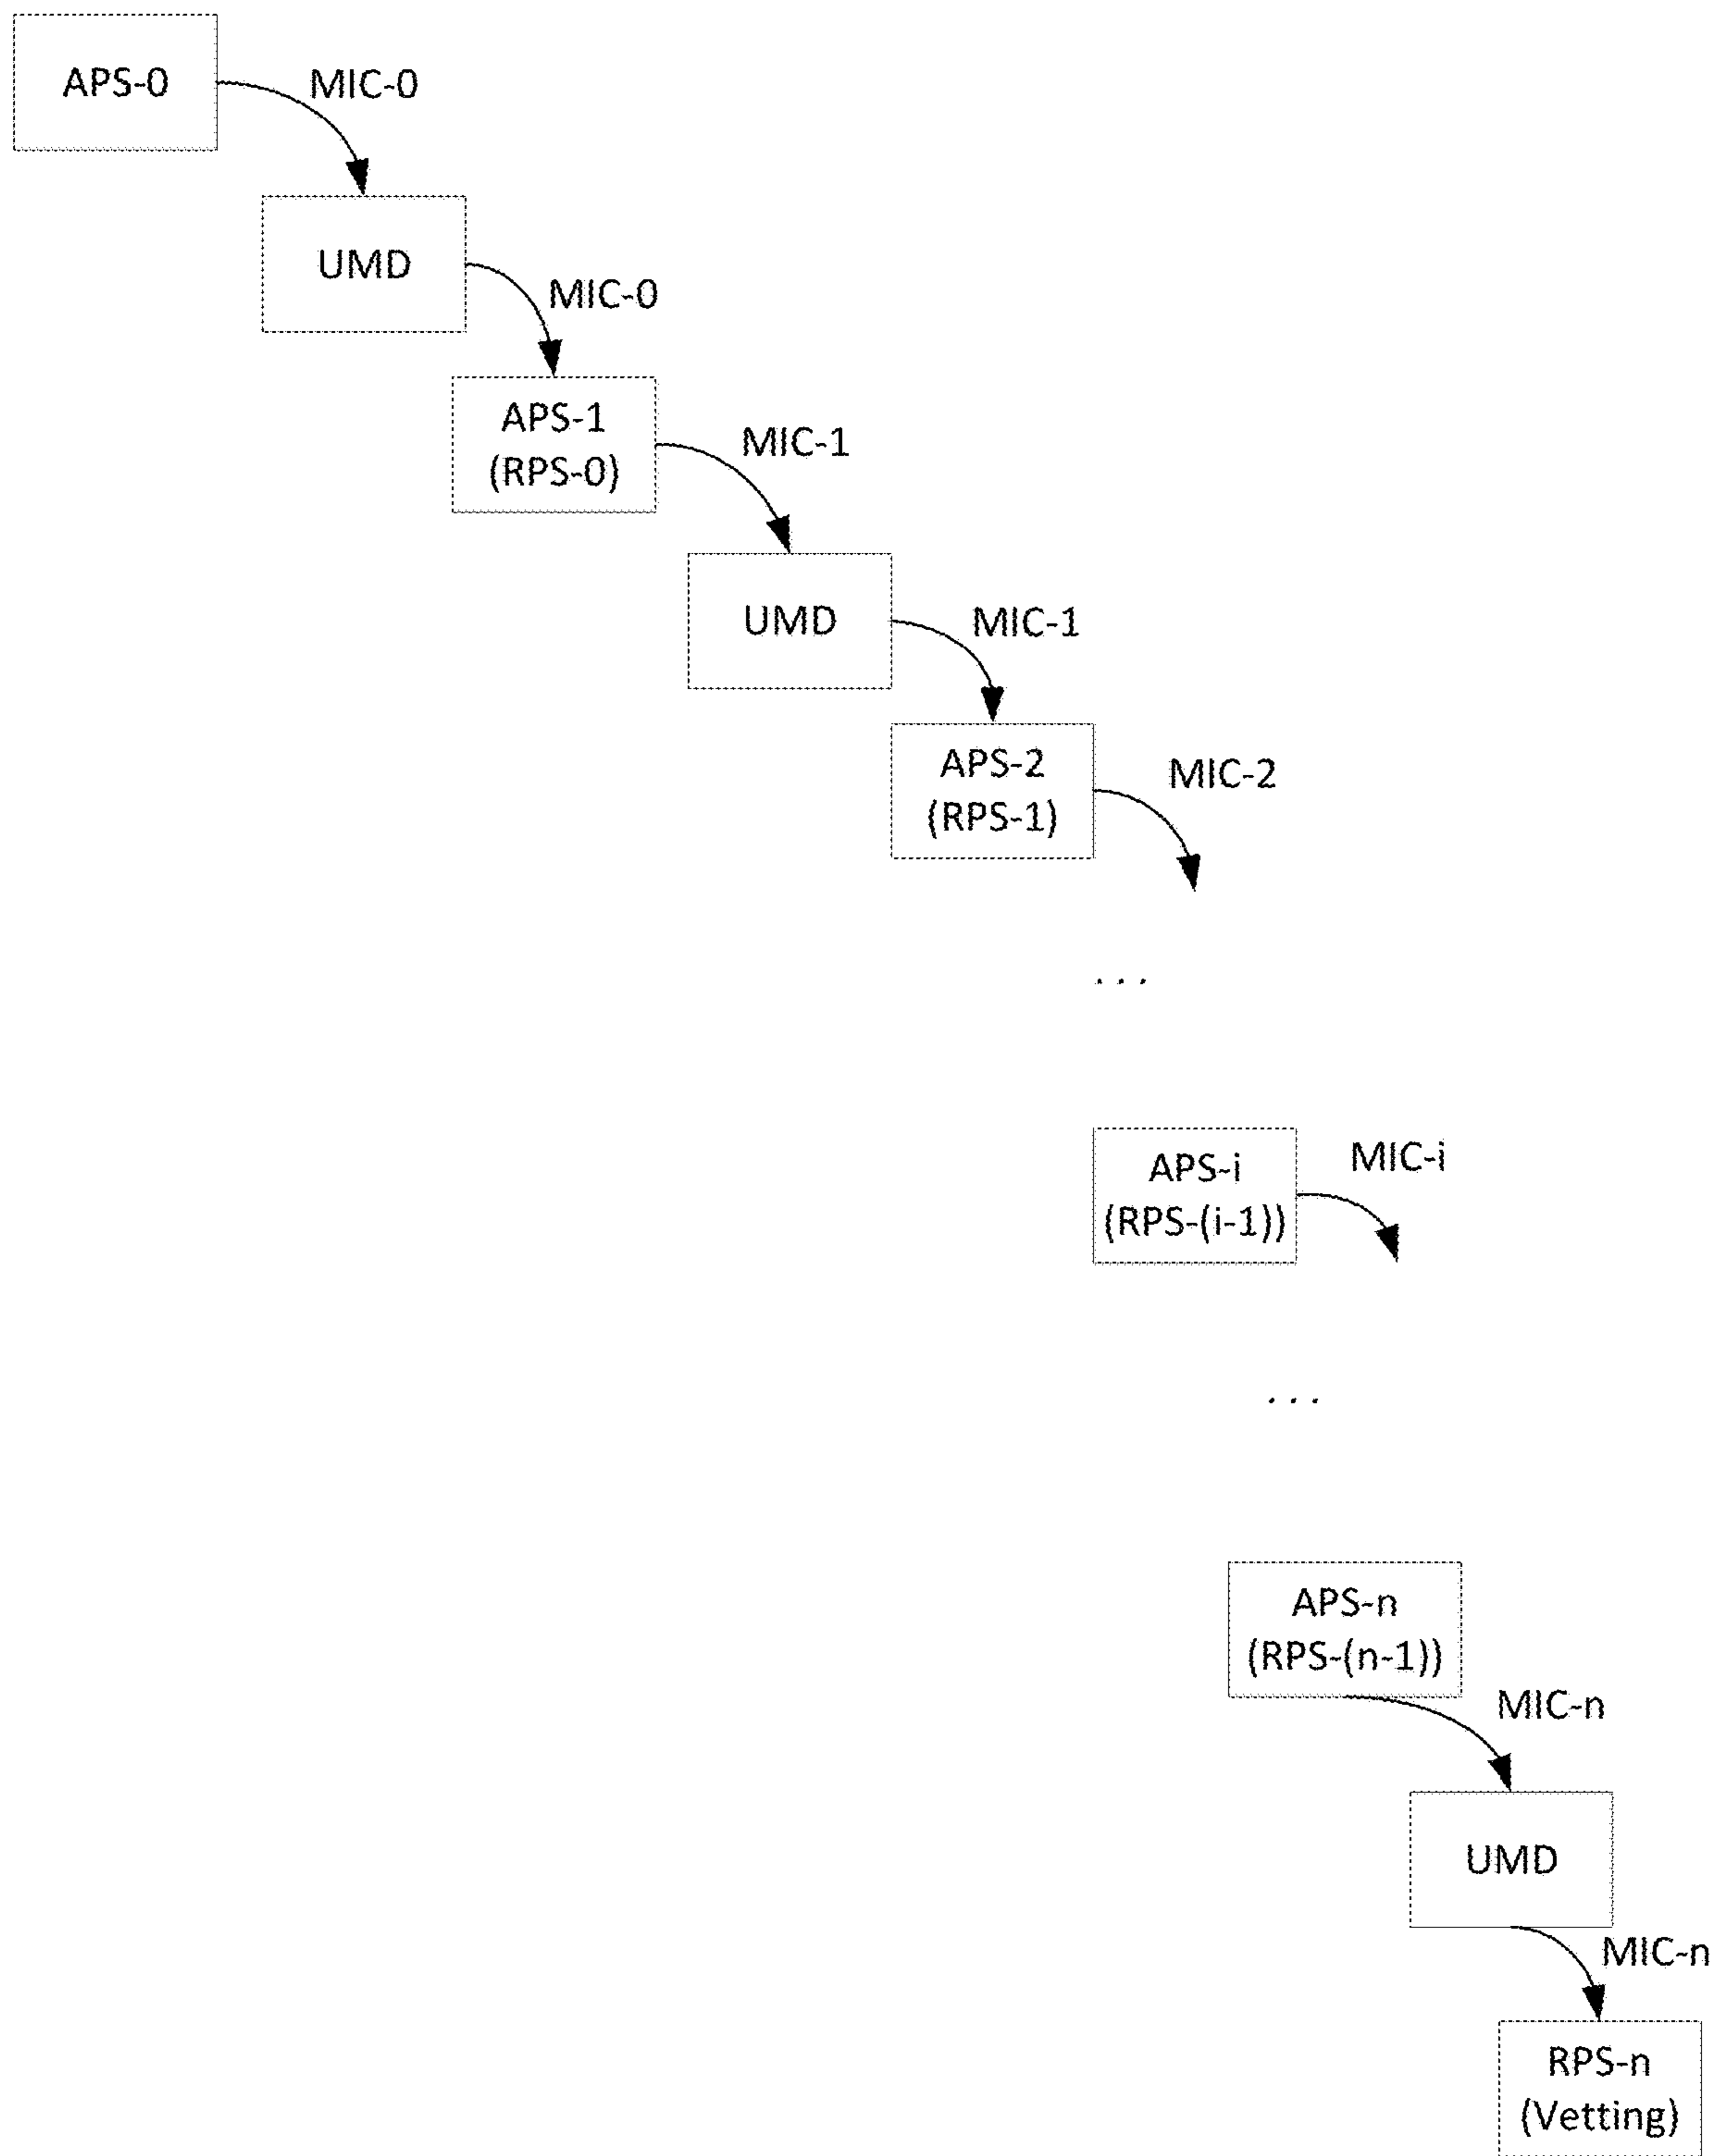 APS-0
MIC-0
UMD
MIC-0
APS-1
(RPS-0)
MIC-1
UMD
MIC-1
APS-2
(RPS-1)
MIC-2
...
APS-i
(RPS-(i-1))
MIC-i
...
APS-n
(RPS-(n-1))
MIC-n
UMD
MIC-n
RPS-n
(Vetting)